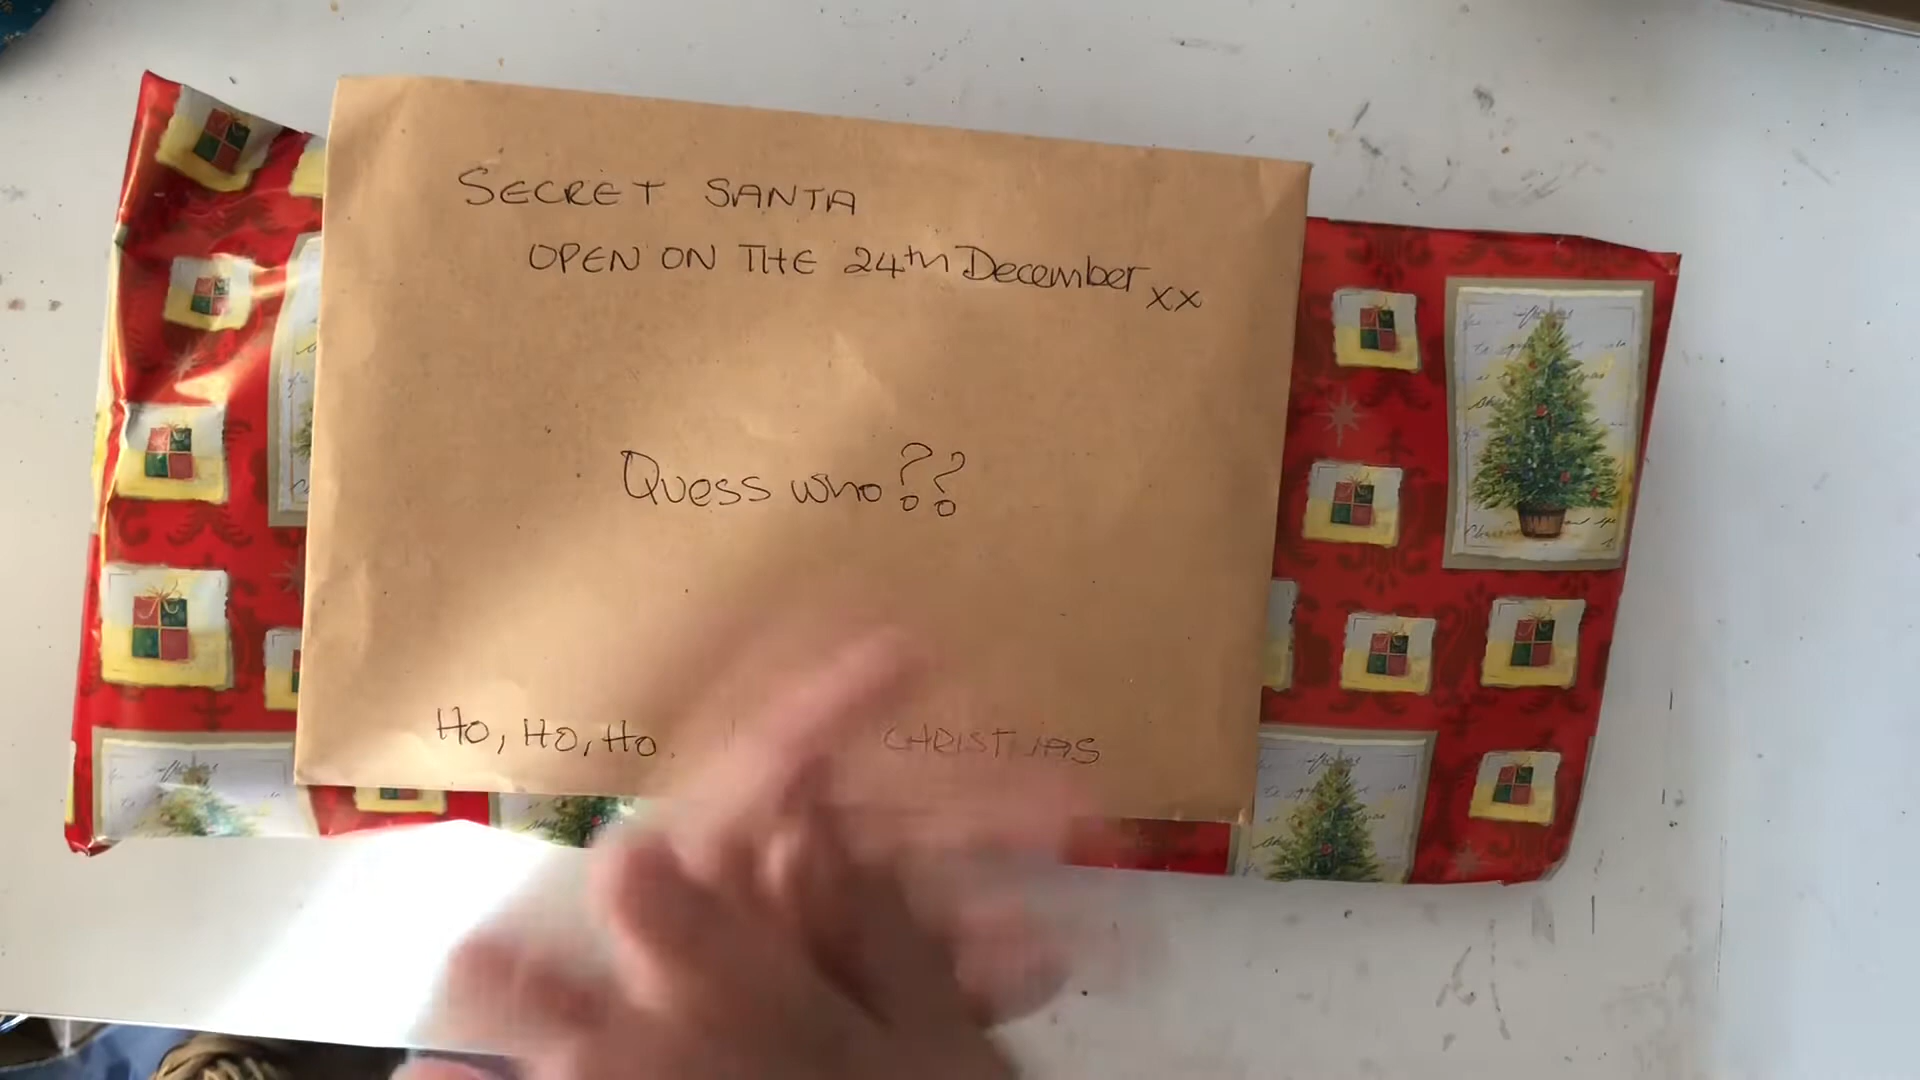 SECRET SANTA
OPEN ON THE 24th December xx
Quess who??
Ho, Ho, Ho. CHRISTMAS